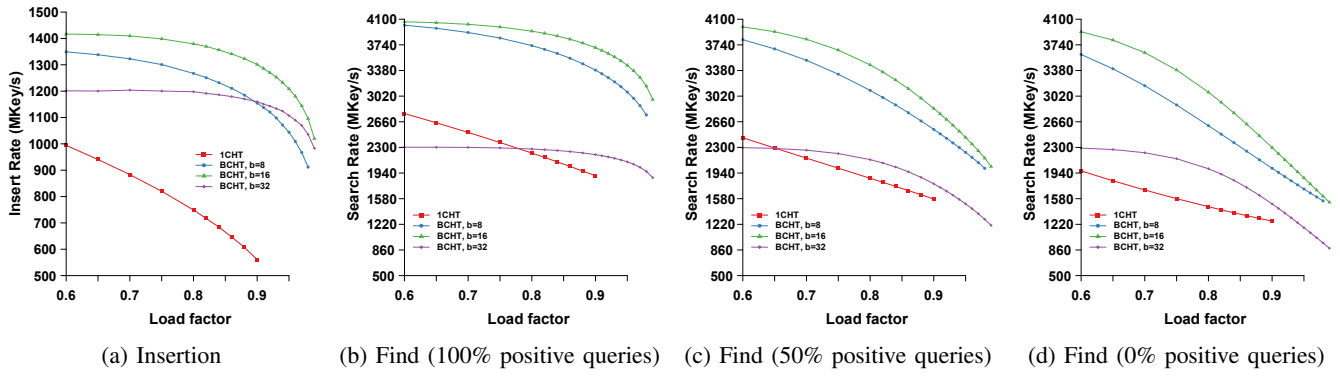 Insert Rate (MKey/s)
1500
1400
1300
1200
1100
1000
900
800
700
600
500
0.6
0.7
0.8
0.9
Load factor
1CHT
BCHT, b=8
BCHT, b=16
BCHT, b=32
(a) Insertion
Search Rate (MKey/s)
4100
3740
3380
3020
2660
2300
1940
1580
1220
860
500
0.6
0.7
0.8
0.9
Load factor
1CHT
BCHT, b=8
BCHT, b=16
BCHT, b=32
(b) Find (100% positive queries)
Search Rate (MKey/s)
4100
3740
3380
3020
2660
2300
1940
1580
1220
860
500
0.6
0.7
0.8
0.9
Load factor
1CHT
BCHT, b=8
BCHT, b=16
BCHT, b=32
(c) Find (50% positive queries)
Search Rate (MKey/s)
4100
3740
3380
3020
2660
2300
1940
1580
1220
860
500
0.6
0.7
0.8
0.9
Load factor
1CHT
BCHT, b=8
BCHT, b=16
BCHT, b=32
(d) Find (0% positive queries)